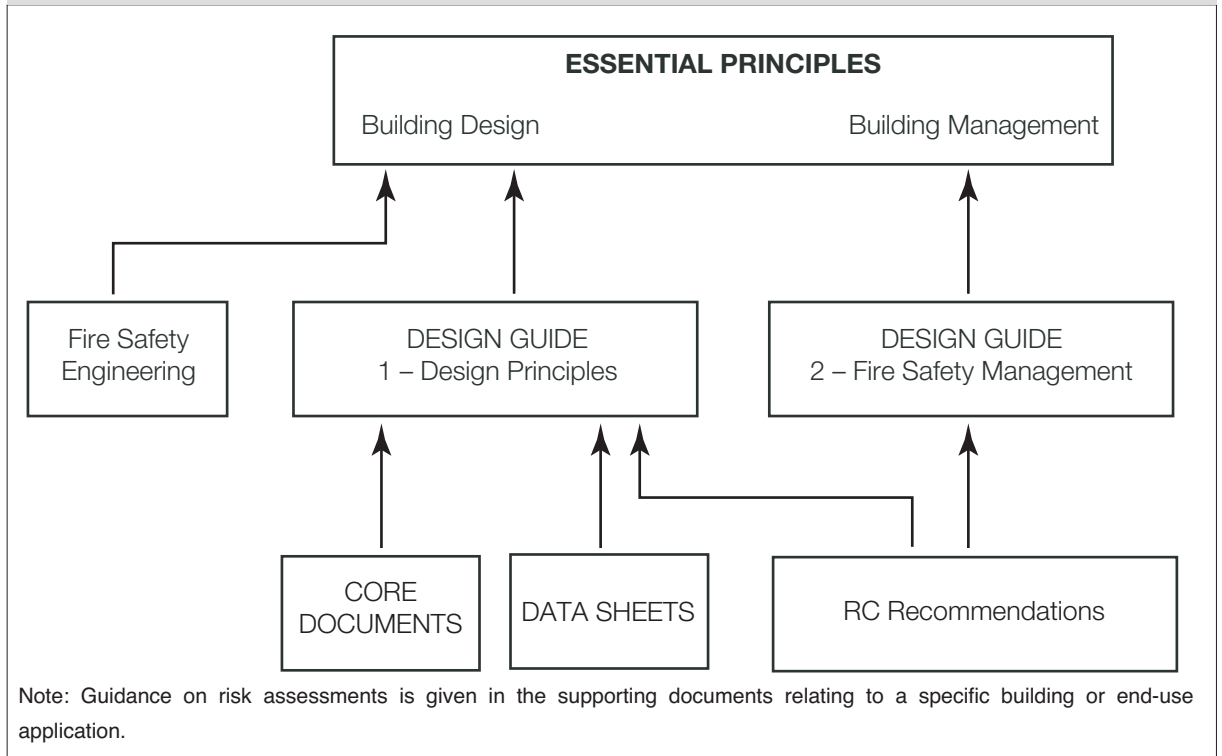 ESSENTIAL PRINCIPLES
Building Design
Building Management
Fire Safety
Engineering
DESIGN GUIDE
1 – Design Principles
DESIGN GUIDE
2 – Fire Safety Management
CORE
DOCUMENTS
DATA SHEETS
RC Recommendations
Note: Guidance on risk assessments is given in the supporting documents relating to a specific building or end-use
application.